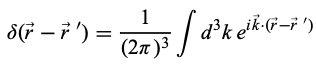 δ(r⃗ − r⃗ ′) = 1/(2π)³ ∫ d³k e^{ik⃗·(r⃗−r⃗ ′)}